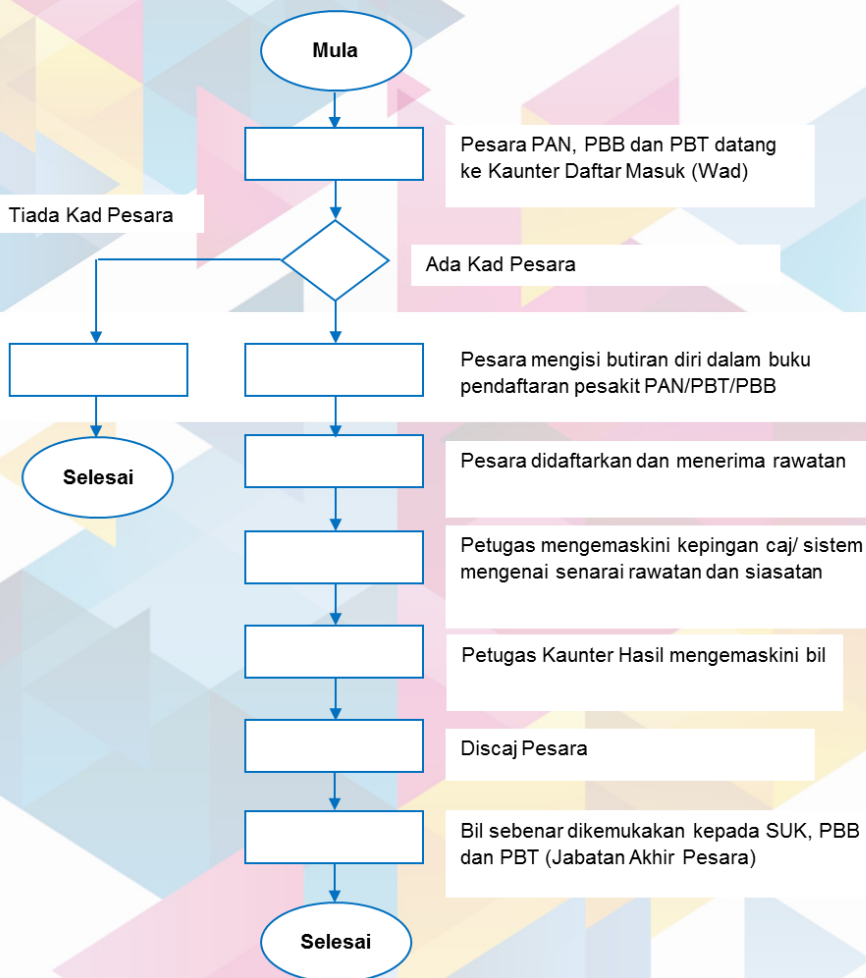 Mula
Pesara PAN, PBB dan PBT datang
ke Kaunter Daftar Masuk (Wad)
Tiada Kad Pesara
Ada Kad Pesara
Pesara mengisi butiran diri dalam buku
pendaftaran pesakit PAN/PBT/PBB
Pesara didaftarkan dan menerima rawatan
Selesai
Petugas mengemaskini kepingan caj/ sistem
mengenai senarai rawatan dan siasatan
Petugas Kaunter Hasil mengemaskini bil
Discaj Pesara
Bil sebenar dikemukakan kepada SUK, PBB
dan PBT (Jabatan Akhir Pesara)
Selesai